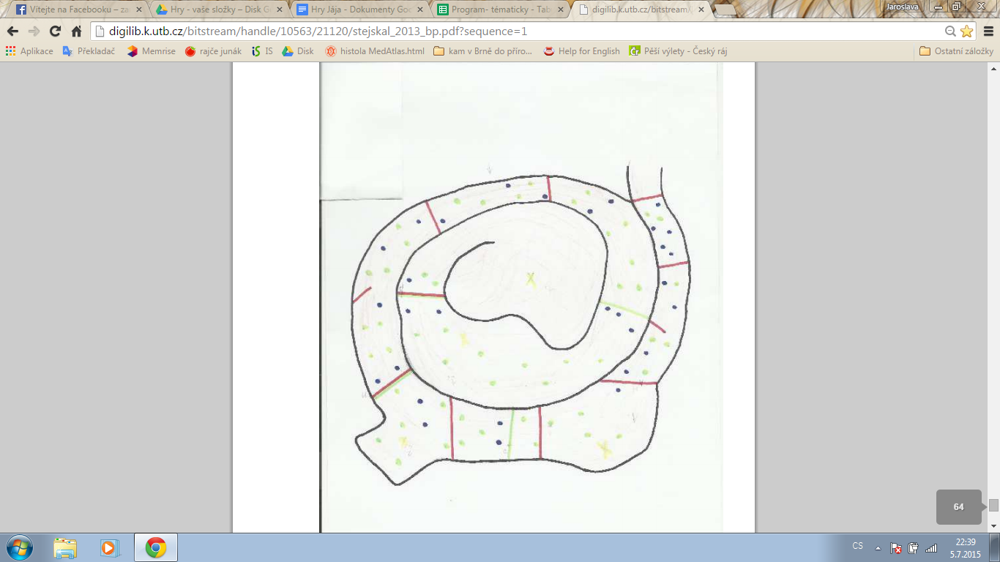 Vítejte na Facebooku – za
Hry - vaše složky – Disk G
Hry Jája - Dokumenty Goo
Program- tématicky - Tab
digilib.k.utb.cz/bitstream/
Jaroslava
digilib.k.utb.cz/bitstream/handle/10563/21120/stejskal_2013_bp.pdf?sequence=1
Aplikace
Překladač
Memrise
rajče junák
IS
Disk
histola MedAtlas.html
kam v Brně do příro...
Help for English
Pěší výlety - Český ráj
Ostatní záložky
64
CS
22:39
5.7.2015